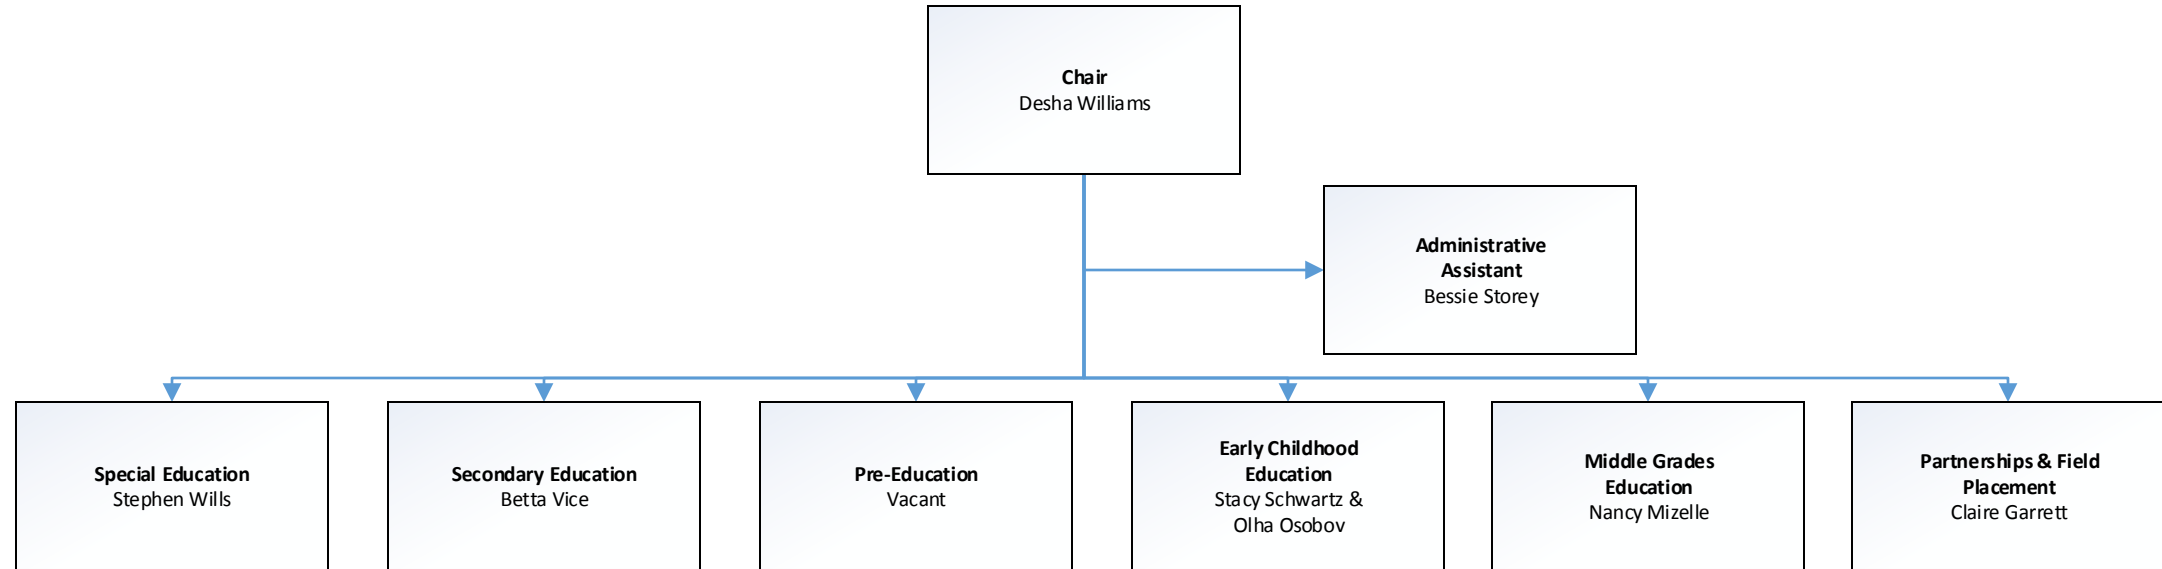 Chair
Desha Williams
Administrative
Assistant
Bessie Storey
Special Education
Stephen Wills
Secondary Education
Betta Vice
Pre-Education
Vacant
Early Childhood
Education
Stacy Schwartz &
Olha Osobov
Middle Grades
Education
Nancy Mizelle
Partnerships & Field
Placement
Claire Garrett